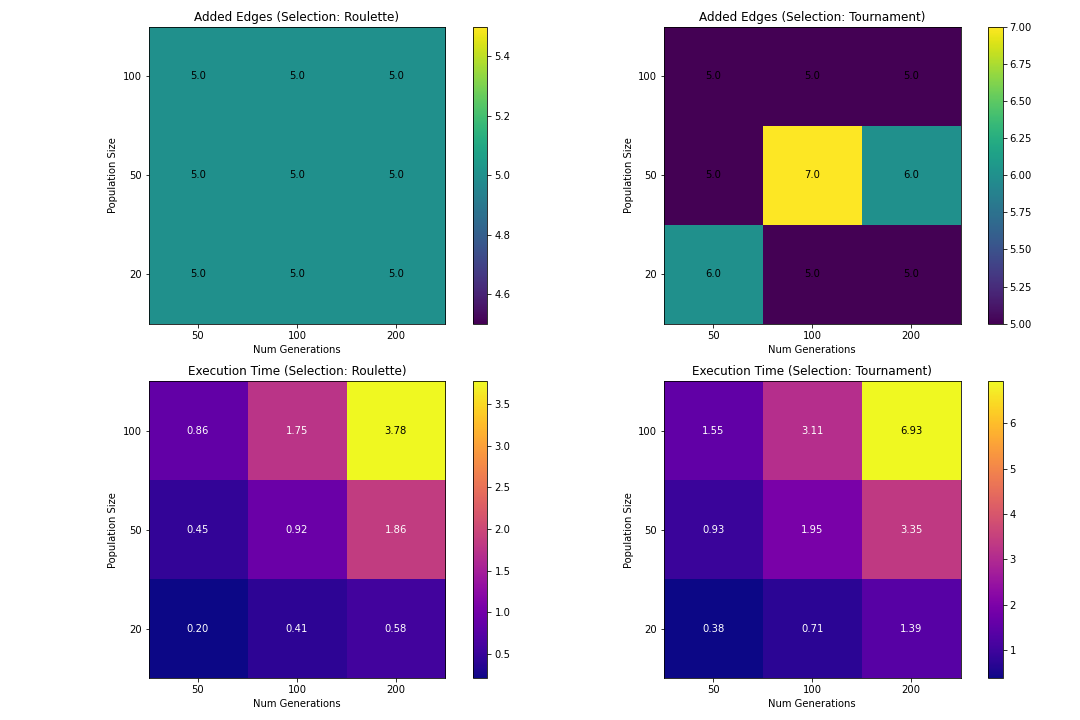 Added Edges (Selection: Roulette)
100
50
20
Population Size
5.0 5.0 5.0
5.0 5.0 5.0
5.0 5.0 5.0
50 100 200
Num Generations
5.4
5.2
5.0
4.8
4.6
Added Edges (Selection: Tournament)
100
50
20
Population Size
5.0 5.0 5.0
5.0 7.0 6.0
6.0 5.0 5.0
50 100 200
Num Generations
7.00
6.75
6.50
6.25
6.00
5.75
5.50
5.25
5.00
Execution Time (Selection: Roulette)
100
50
20
Population Size
0.86 1.75 3.78
0.45 0.92 1.86
0.20 0.41 0.58
50 100 200
Num Generations
3.5
3.0
2.5
2.0
1.5
1.0
0.5
Execution Time (Selection: Tournament)
100
50
20
Population Size
1.55 3.11 6.93
0.93 1.95 3.35
0.38 0.71 1.39
50 100 200
Num Generations
6
5
4
3
2
1